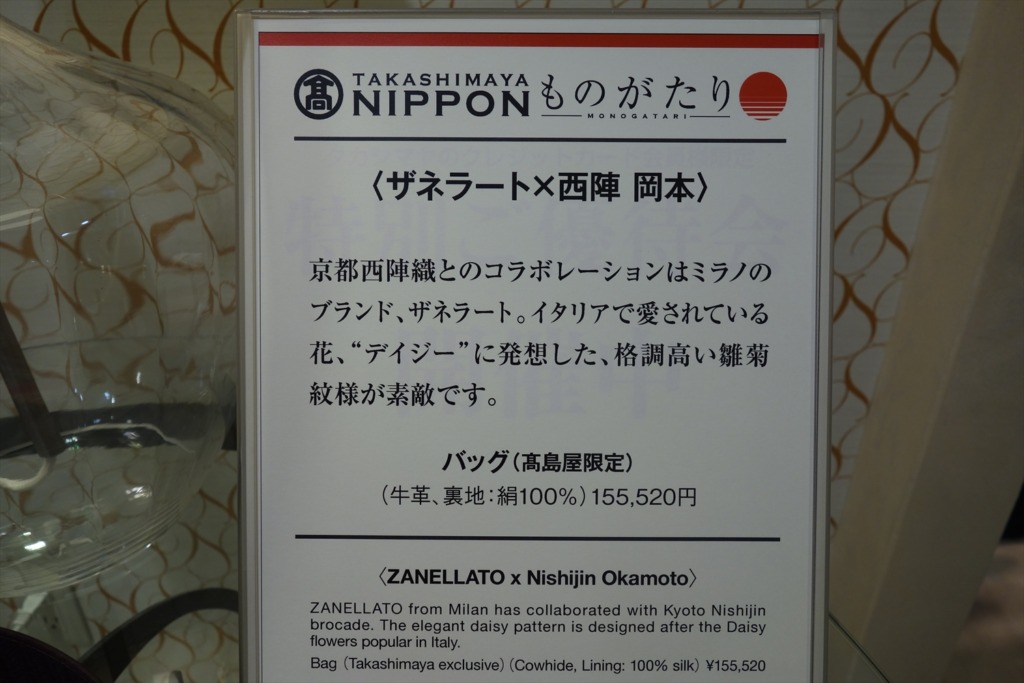 髙 TAKASHIMAYA
NIPPON ものがたり
MONOGATARI
〈ザネラート×西陣 岡本〉
京都西陣織とのコラボレーションはミラノの
ブランド、ザネラート。イタリアで愛されている
花、“デイジー”に発想した、格調高い雛菊
紋様が素敵です。
バッグ(髙島屋限定)
(牛革、裏地:絹100%)155,520円
〈ZANELLATO x Nishijin Okamoto〉
ZANELLATO from Milan has collaborated with Kyoto Nishijin
brocade. The elegant daisy pattern is designed after the Daisy
flowers popular in Italy.
Bag (Takashimaya exclusive) (Cowhide, Lining: 100% silk) ¥155,520